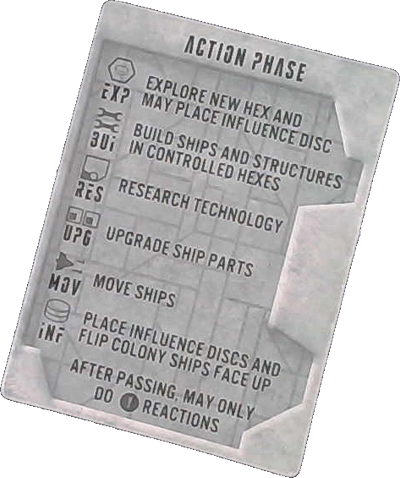 ACTION PHASE
EXP
EXPLORE NEW HEX AND
MAY PLACE INFLUENCE DISC
BUI
BUILD SHIPS AND STRUCTURES
IN CONTROLLED HEXES
RES
RESEARCH TECHNOLOGY
UPG
UPGRADE SHIP PARTS
MOV
MOVE SHIPS
INF
PLACE INFLUENCE DISCS AND
FLIP COLONY SHIPS FACE UP
AFTER PASSING, MAY ONLY
DO ! REACTIONS